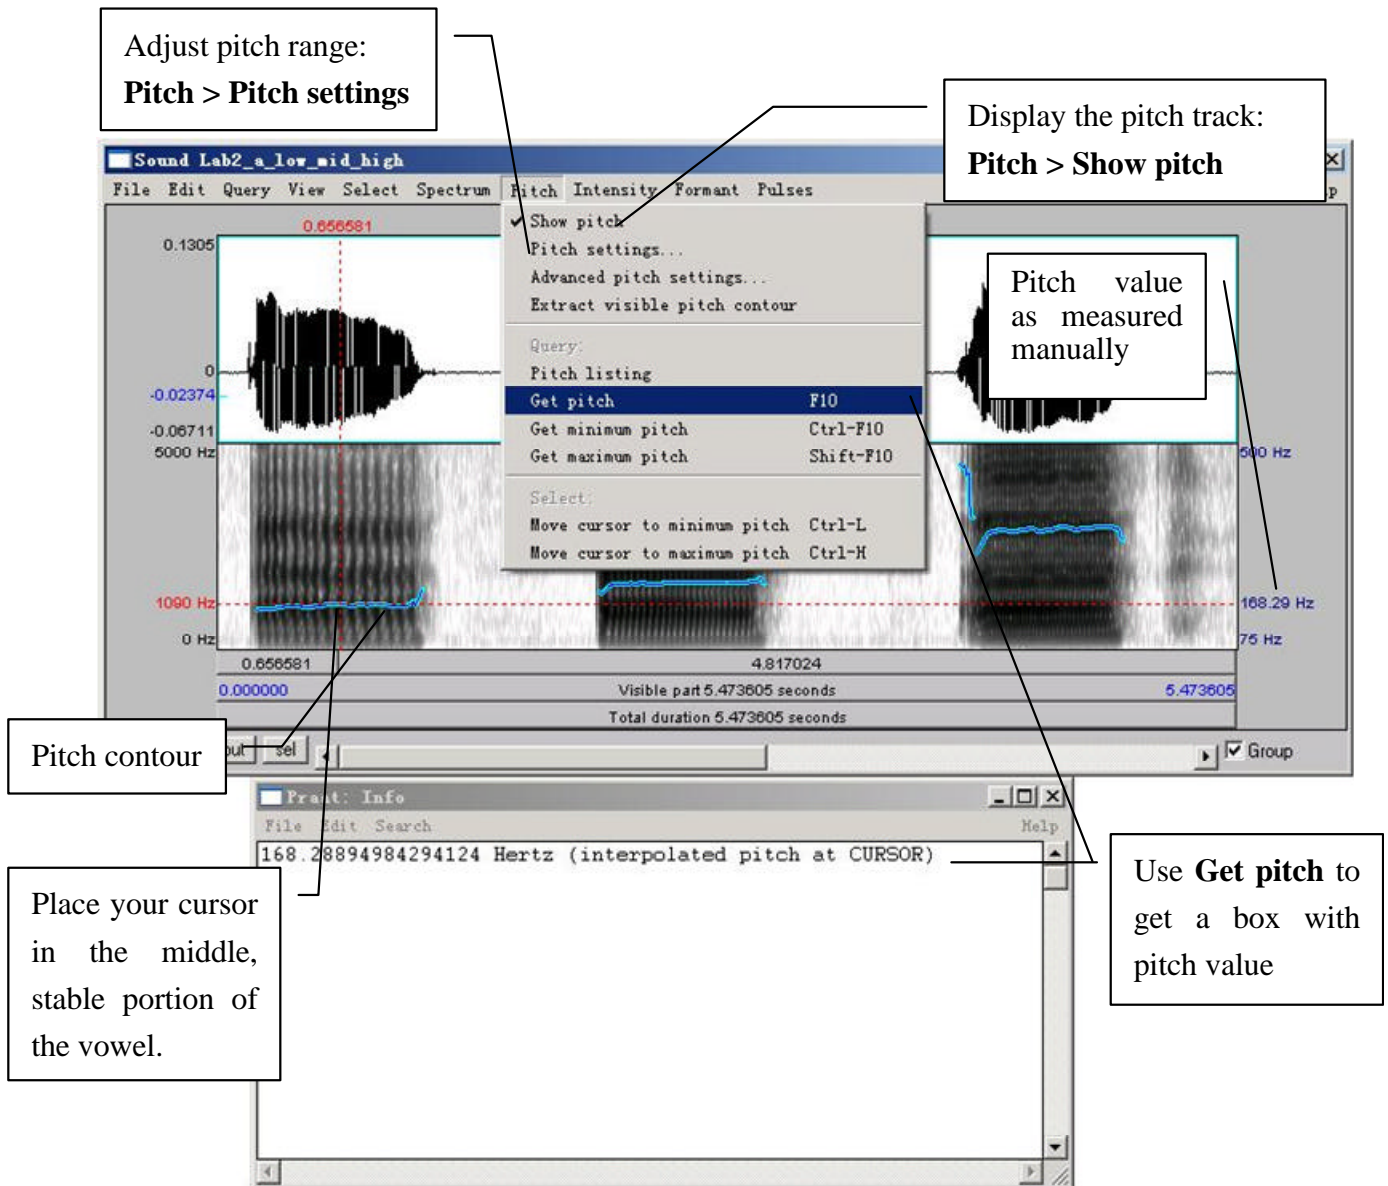 Adjust pitch range:
Pitch > Pitch settings
Display the pitch track:
Pitch > Show pitch
Sound Lab2_a_low_mid_high
File Edit Query View Select Spectrum Pitch Intensity Formant Pulses
0.656581
0.1305
0
-0.02374
-0.06711
5000 Hz
1090 Hz
0 Hz
Show pitch
Pitch settings...
Advanced pitch settings...
Extract visible pitch contour
Query:
Pitch listing
Get pitch F10
Get minimum pitch Ctrl-F10
Get maximum pitch Shift-F10
Select:
Move cursor to minimum pitch Ctrl-L
Move cursor to maximum pitch Ctrl-H
Pitch value
as measured
manually
500 Hz
168.29 Hz
75 Hz
0.656581 4.817024
0.000000 Visible part 5.473605 seconds 5.473605
Total duration 5.473605 seconds
Pitch contour
out sel
Group
Praat: Info
File Edit Search Help
168.28894984294124 Hertz (interpolated pitch at CURSOR)
Place your cursor
in the middle,
stable portion of
the vowel.
Use Get pitch to
get a box with
pitch value